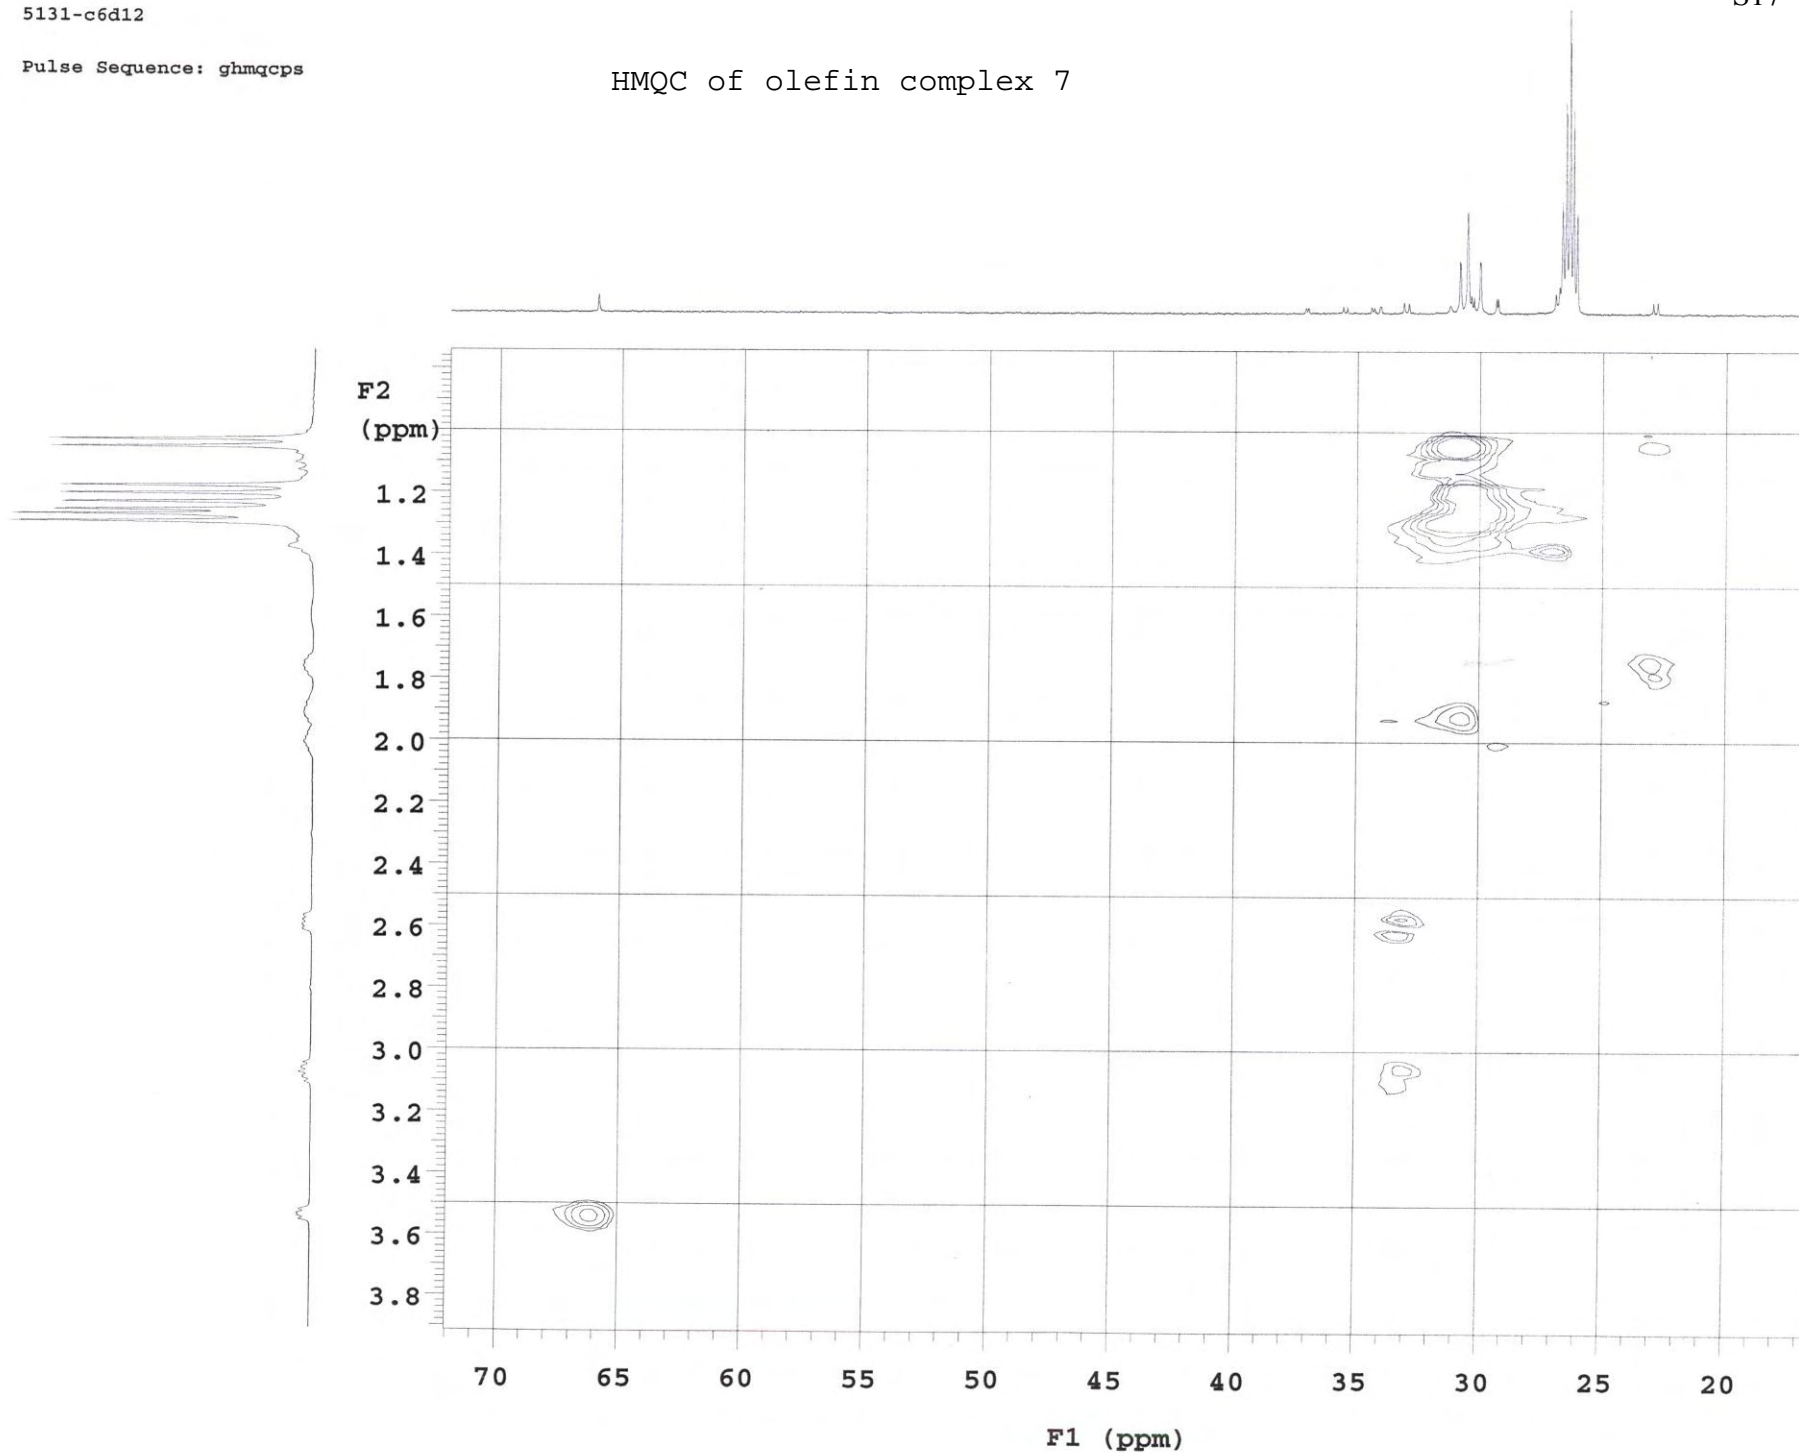 5131-c6d12
S17
Pulse Sequence: ghmqcps
HMQC of olefin complex 7
F2
(ppm)
1.2
1.4
1.6
1.8
2.0
2.2
2.4
2.6
2.8
3.0
3.2
3.4
3.6
3.8
70 65 60 55 50 45 40 35 30 25 20
F1 (ppm)